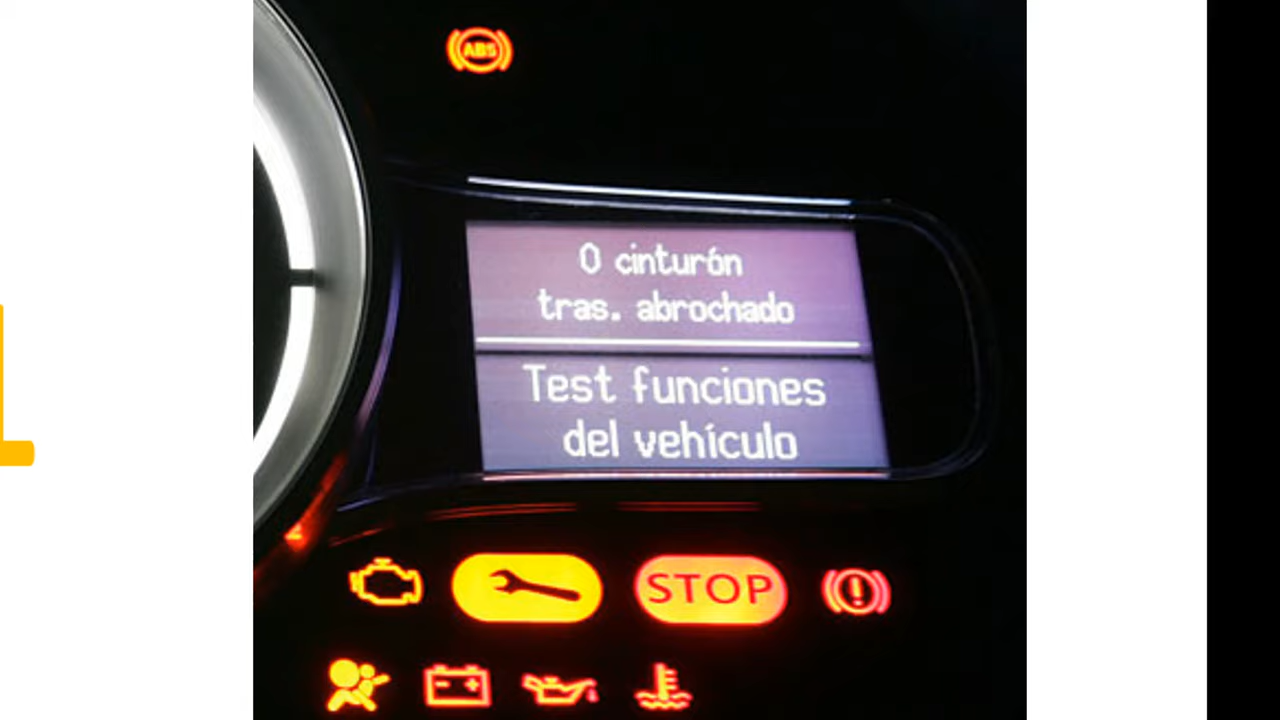 ABS
0 cinturón
tras. abrochado
Test funciones
del vehículo
STOP